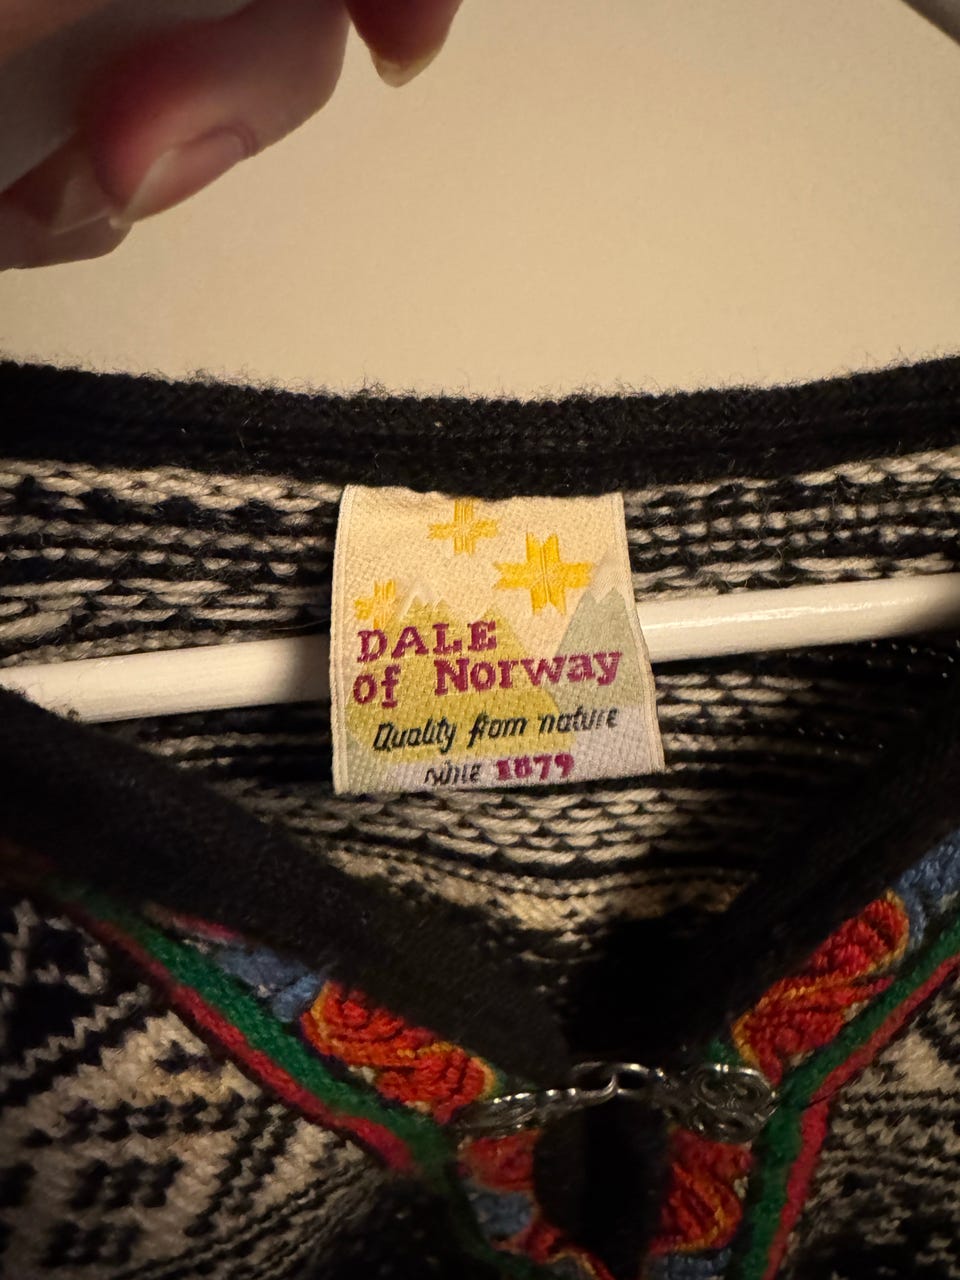 DALE
of Norway
Quality from nature
since 1879